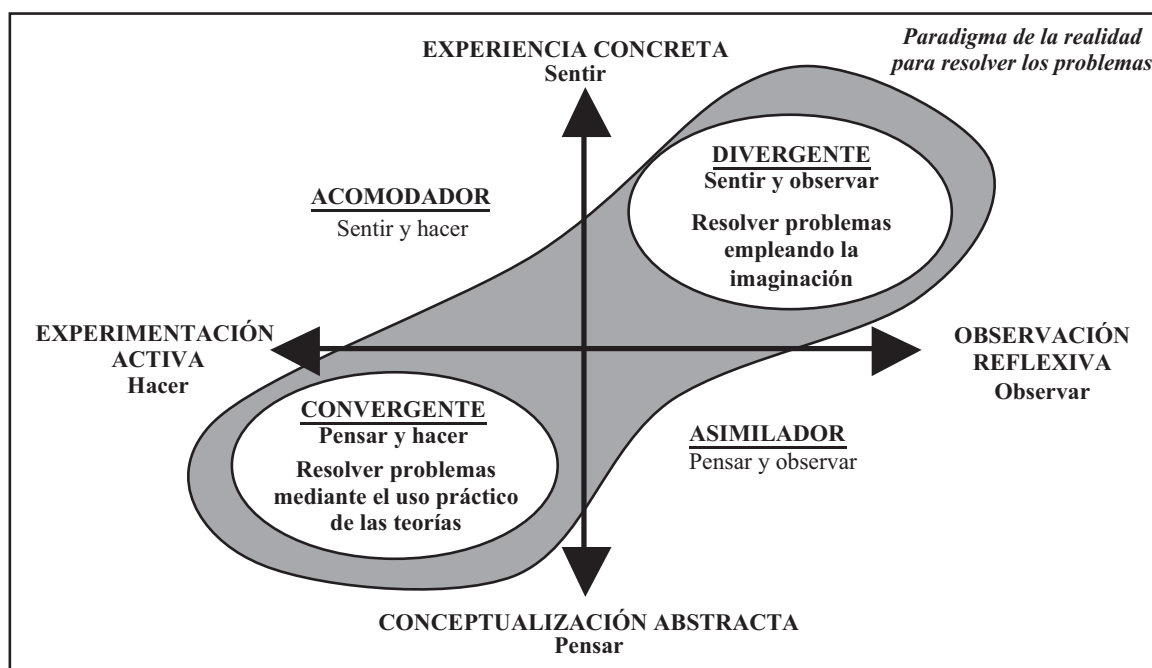 Paradigma de la realidad
para resolver los problemas
EXPERIENCIA CONCRETA
Sentir
DIVERGENTE
Sentir y observar
Resolver problemas
empleando la
imaginación
ACOMODADOR
Sentir y hacer
EXPERIMENTACIÓN
ACTIVA
Hacer
OBSERVACIÓN
REFLEXIVA
Observar
CONVERGENTE
Pensar y hacer
Resolver problemas
mediante el uso práctico
de las teorías
ASIMILADOR
Pensar y observar
CONCEPTUALIZACIÓN ABSTRACTA
Pensar